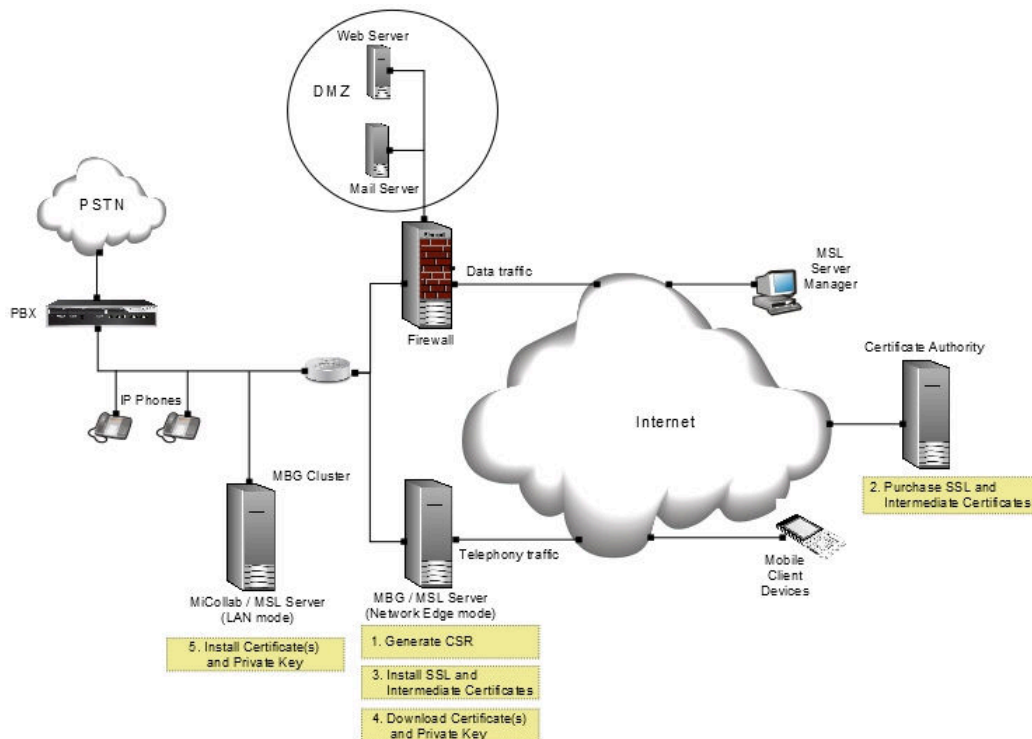 Web Server
DMZ
Mail Server
PSTN
Firewall
Data traffic
MSL
Server
Manager
PBX
Firewall
Certificate Authority
IP Phones
Internet
MBG Cluster
2. Purchase SSL and
Intermediate Certificates
Telephony traffic
Mobile
Client
Devices
MiCollab / MSL Server
(LAN mode)
MBG / MSL Server
(Network Edge mode)
5. Install Certificate(s)
and Private Key
1. Generate CSR
3. Install SSL and
Intermediate Certificates
4. Download Certificate(s)
and Private Key